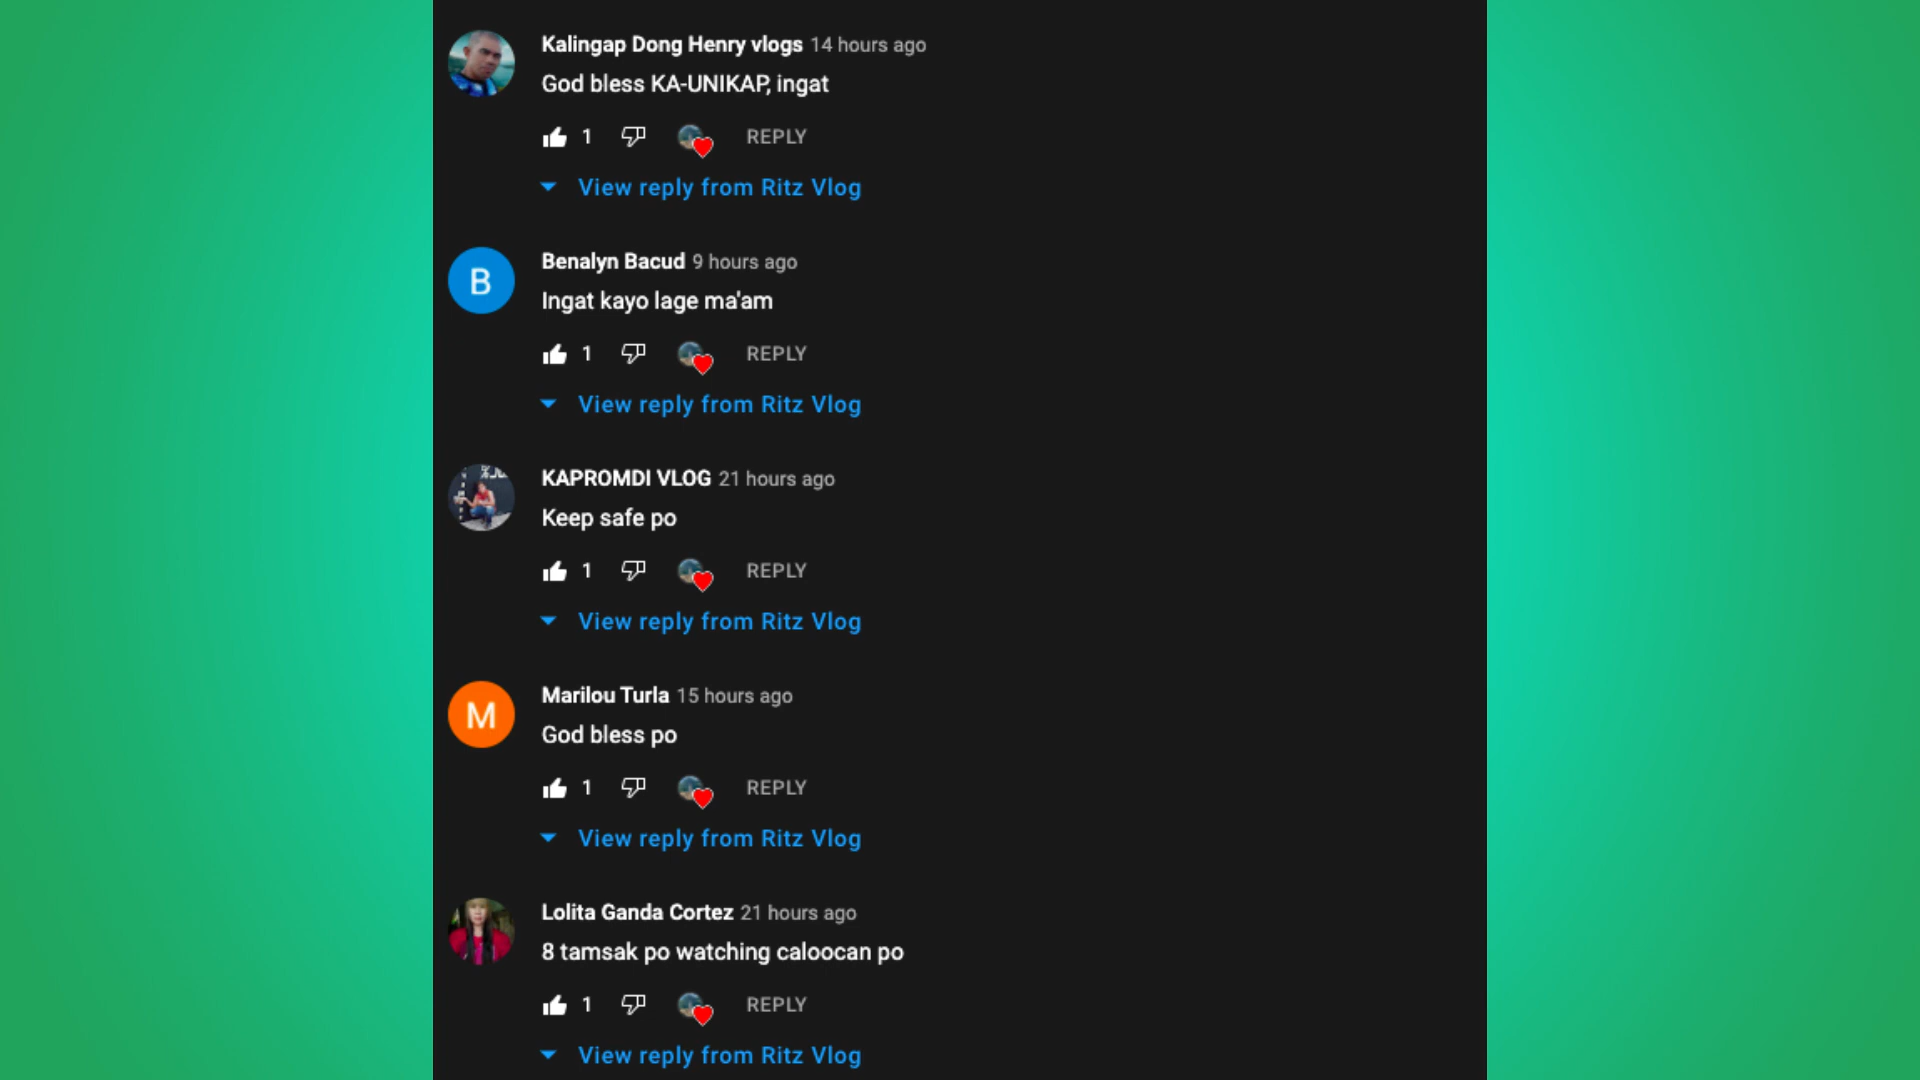 Kalingap Dong Henry vlogs 14 hours ago
God bless KA-UNIKAP, ingat
1 REPLY
View reply from Ritz Vlog
B
Benalyn Bacud 9 hours ago
Ingat kayo lage ma'am
1 REPLY
View reply from Ritz Vlog
KAPROMDI VLOG 21 hours ago
Keep safe po
1 REPLY
View reply from Ritz Vlog
M
Marilou Turla 15 hours ago
God bless po
1 REPLY
View reply from Ritz Vlog
Lolita Ganda Cortez 21 hours ago
8 tamsak po watching caloocan po
1 REPLY
View reply from Ritz Vlog